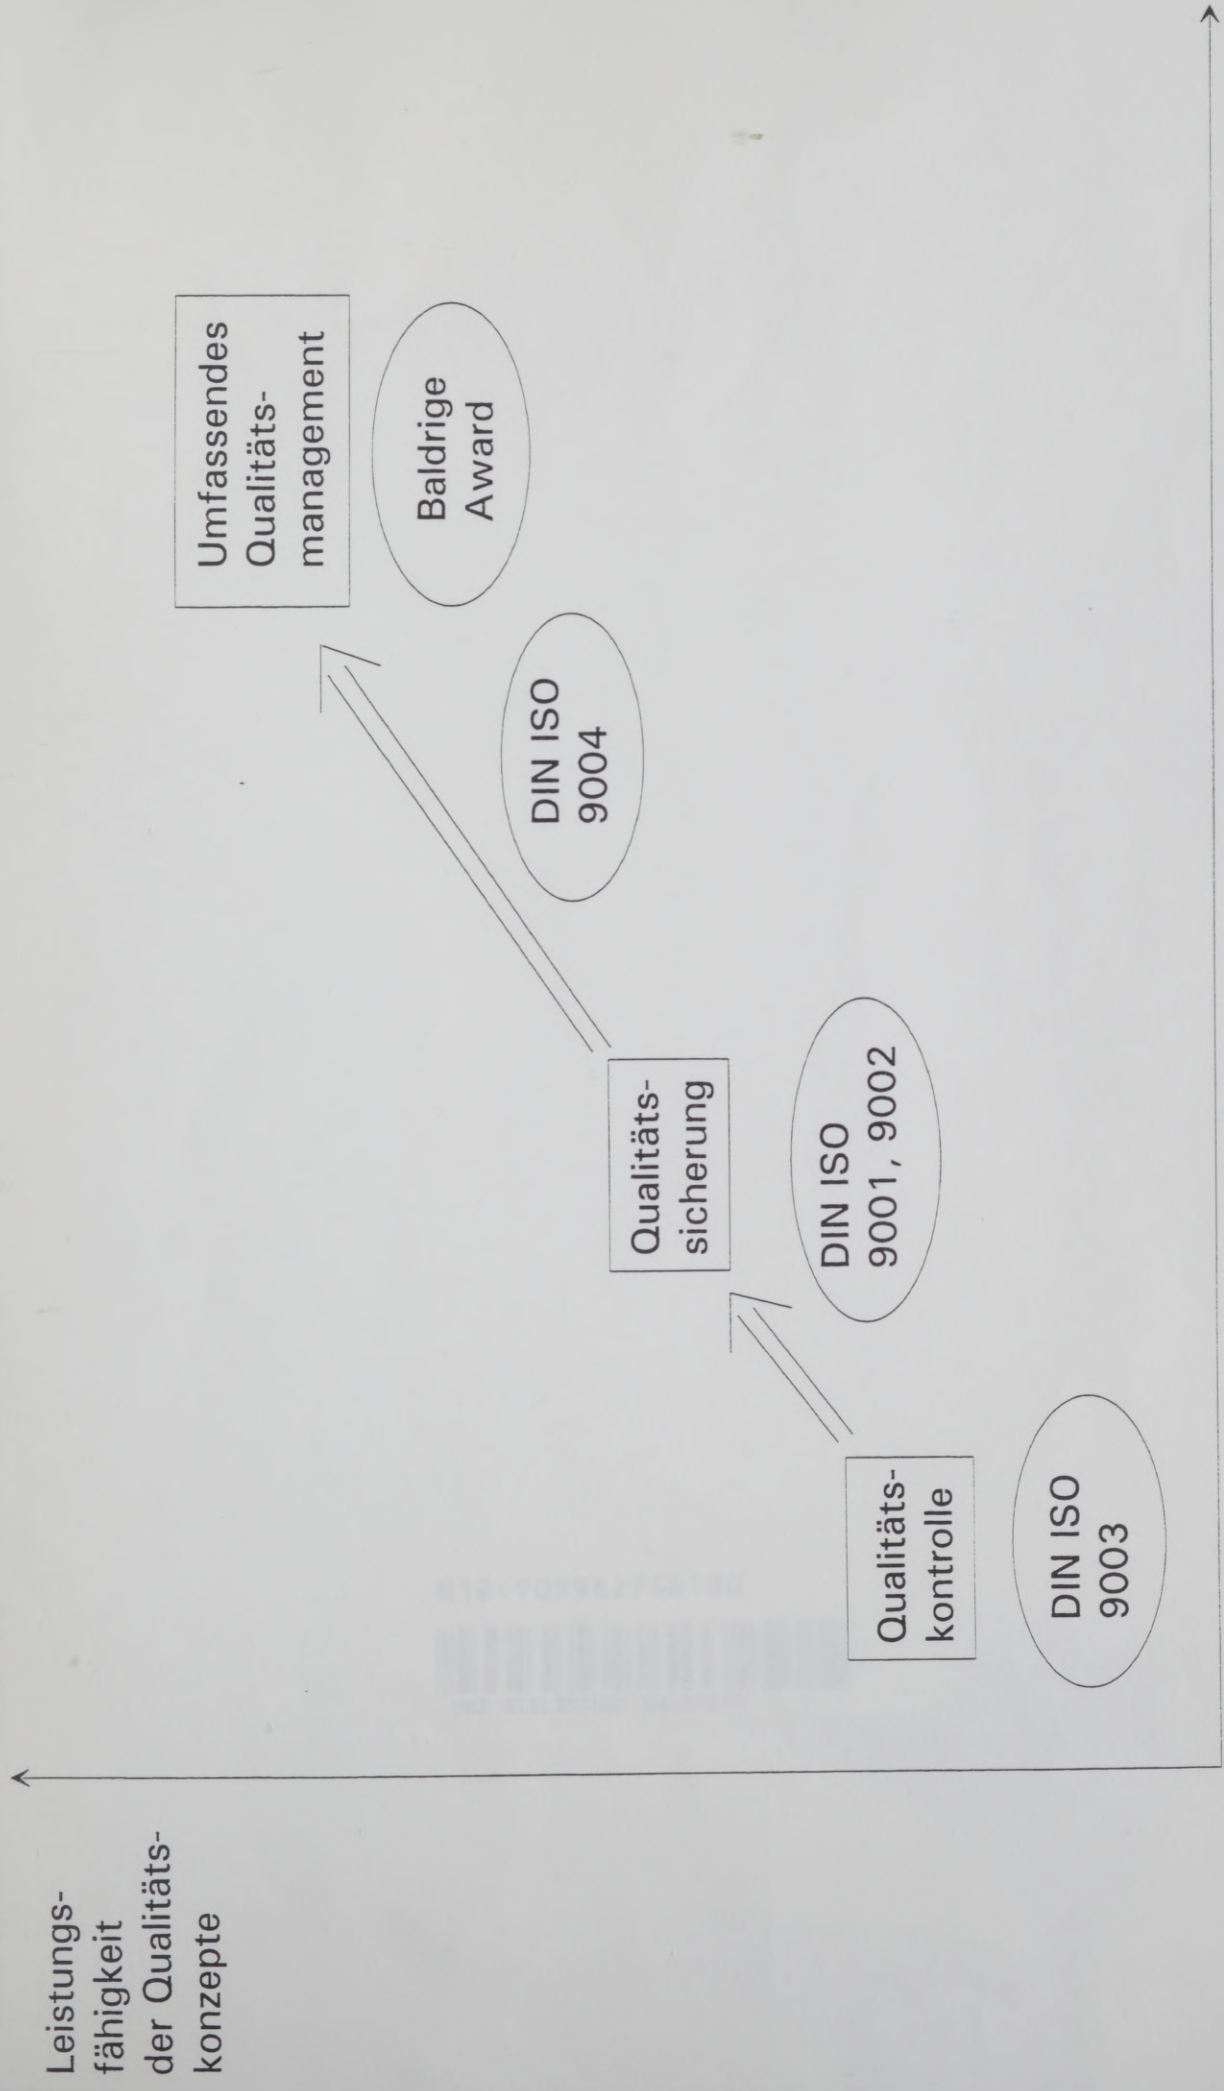 Leistungs-
fähigkeit
der Qualitäts-
konzepte
Umfassendes
Qualitäts-
management
Baldrige
Award
DIN ISO
9004
Qualitäts-
sicherung
DIN ISO
9001, 9002
Qualitäts-
kontrolle
DIN ISO
9003